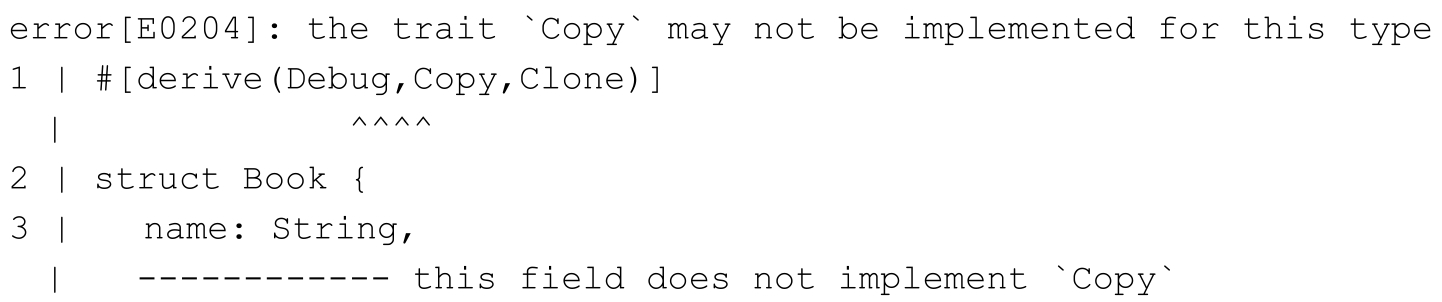 error[E0204]: the trait `Copy` may not be implemented for this type
1 | #[derive(Debug,Copy,Clone)]
  |              ^^^^
2 | struct Book {
3 |    name: String,
  |    ------------ this field does not implement `Copy`